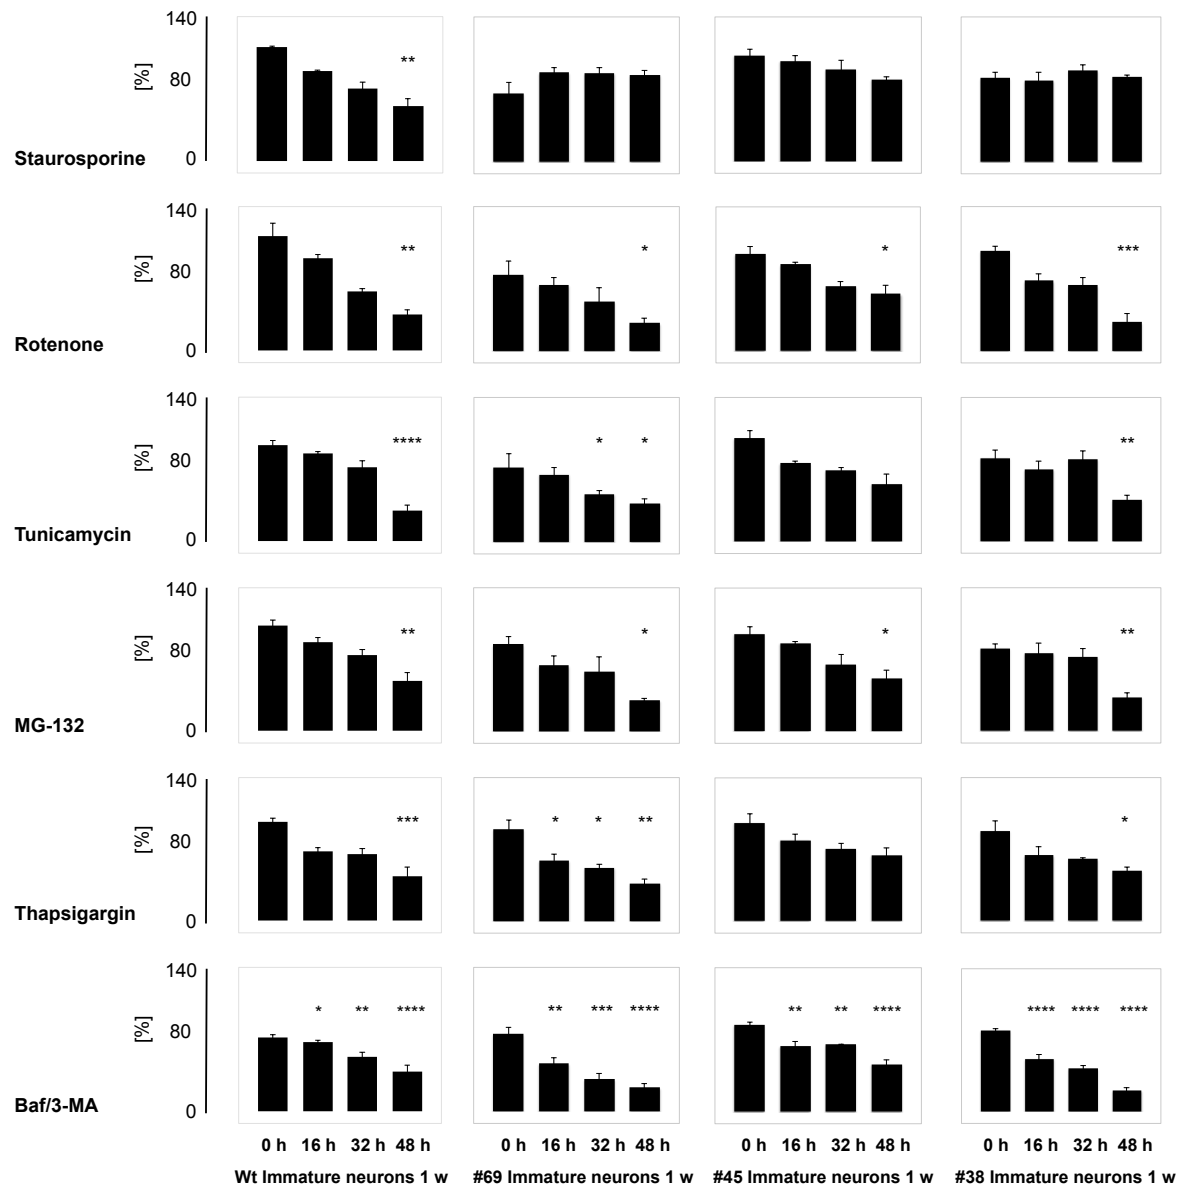 140
[%]
80
**
Staurosporine
0
140
[%]
80
** * * ***
Rotenone
0
140
[%]
80
**** * * **
Tunicamycin
0
140
[%]
80
** * * **
MG-132
0
140
[%]
80
*** * * ** *
Thapsigargin
0
140
[%]
80
* ** **** ** *** **** ** ** **** **** **** ****
Baf/3-MA
0
0 h 16 h 32 h 48 h 0 h 16 h 32 h 48 h 0 h 16 h 32 h 48 h 0 h 16 h 32 h 48 h
Wt Immature neurons 1 w #69 Immature neurons 1 w #45 Immature neurons 1 w #38 Immature neurons 1 w